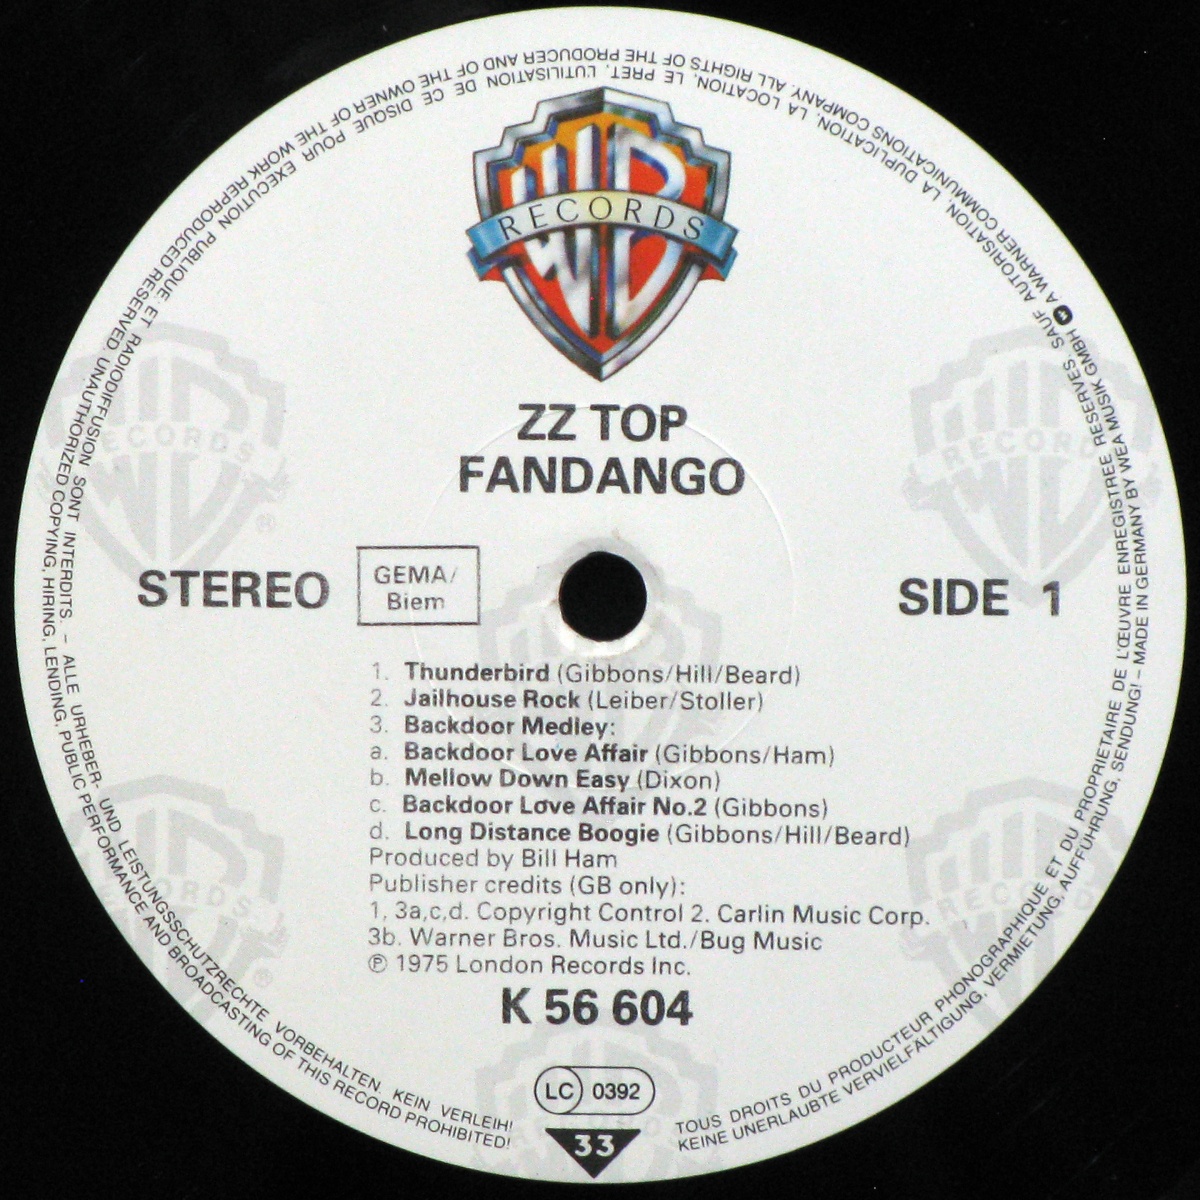 WB
RECORDS
ZZ TOP
FANDANGO
STEREO
GEMA/
Biem
SIDE 1
1. Thunderbird (Gibbons/Hill/Beard)
2. Jailhouse Rock (Leiber/Stoller)
3. Backdoor Medley:
a. Backdoor Love Affair (Gibbons/Ham)
b. Mellow Down Easy (Dixon)
c. Backdoor Love Affair No.2 (Gibbons)
d. Long Distance Boogie (Gibbons/Hill/Beard)
Produced by Bill Ham
Publisher credits (GB only):
1, 3a,c,d. Copyright Control 2. Carlin Music Corp.
3b. Warner Bros. Music Ltd./Bug Music
℗ 1975 London Records Inc.
K 56 604
LC 0392
33
TOUS DROITS DU PRODUCTEUR PHONOGRAPHIQUE ET DU PROPRIETAIRE DE L'ŒUVRE ENREGISTREE RESERVES. SAUF AUTORISATION, LA DUPLICATION, LA LOCATION, LE PRET, L'UTILISATION DE CE DISQUE POUR EXECUTION PUBLIQUE ET RADIODIFFUSION SONT INTERDITS. – ALLE URHEBER- UND LEISTUNGSSCHUTZRECHTE VORBEHALTEN. KEIN VERLEIH!
KEINE UNERLAUBTE VERVIELFÄLTIGUNG, VERMIETUNG, AUFFÜHRUNG, SENDUNG! – MADE IN GERMANY BY WEA MUSIK GMBH A WARNER COMMUNICATIONS COMPANY. ALL RIGHTS OF THE PRODUCER AND OF THE OWNER OF THE WORK REPRODUCED RESERVED. UNAUTHORIZED COPYING, HIRING, LENDING, PUBLIC PERFORMANCE AND BROADCASTING OF THIS RECORD PROHIBITED!